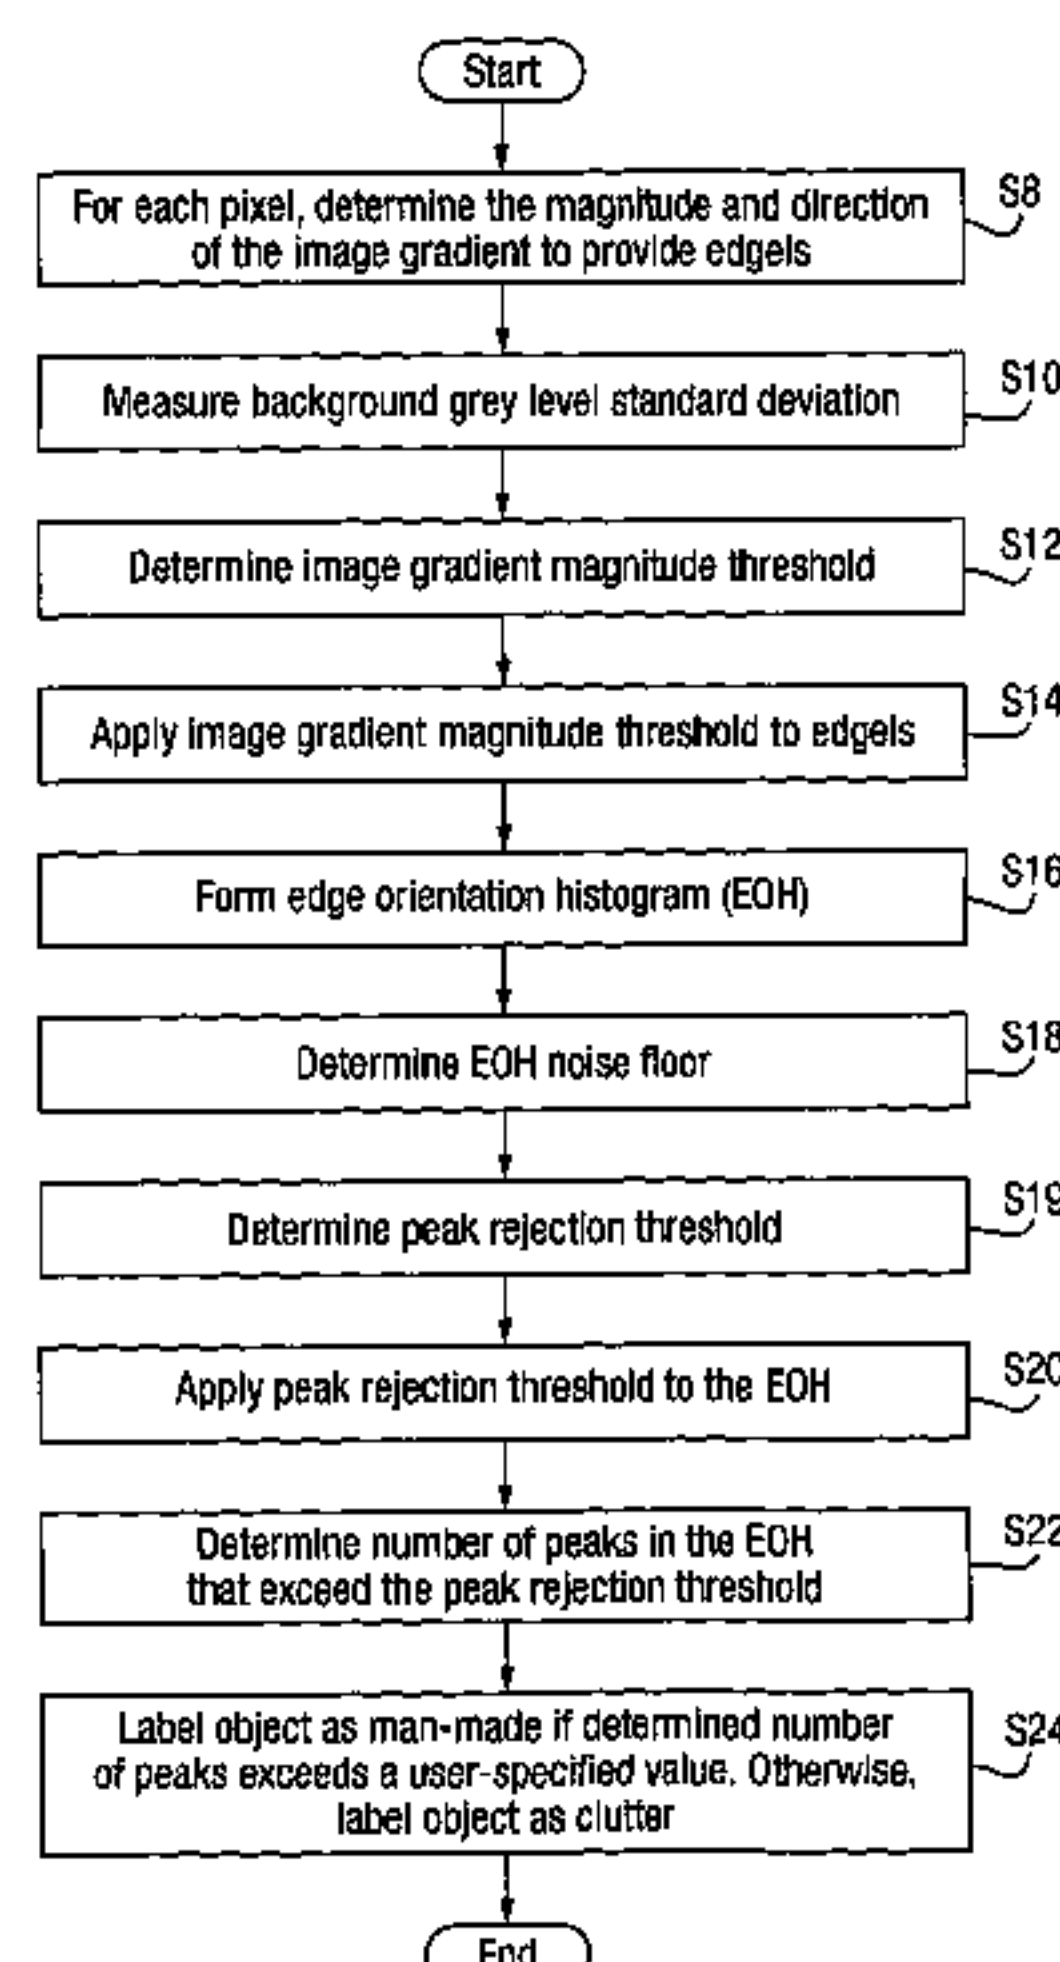 Start
For each pixel, determine the magnitude and direction
of the image gradient to provide edgels
S8
Measure background grey level standard deviation
S10
Determine image gradient magnitude threshold
S12
Apply image gradient magnitude threshold to edgels
S14
Form edge orientation histogram (EOH)
S16
Determine EOH noise floor
S18
Determine peak rejection threshold
S19
Apply peak rejection threshold to the EOH
S20
Determine number of peaks in the EOH
that exceed the peak rejection threshold
S22
Label object as man-made if determined number
of peaks exceeds a user-specified value. Otherwise,
label object as clutter
S24
End